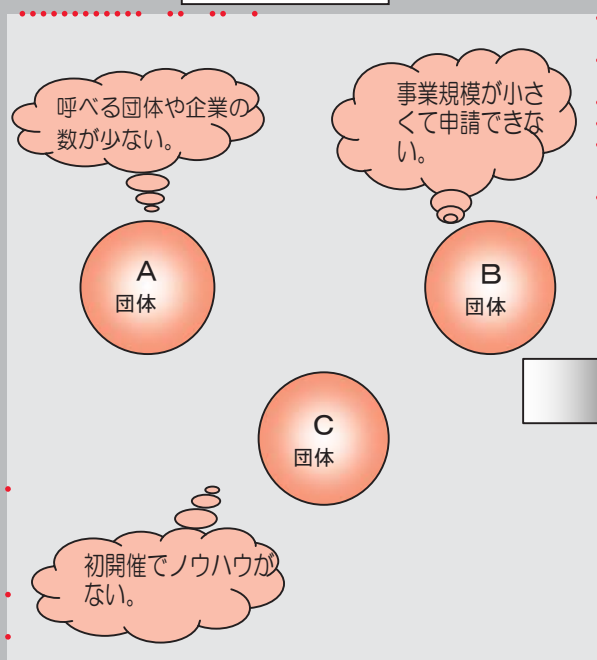 呼べる団体や企業の
数が少ない。
事業規模が小さ
くて申請できな
い。
A
団体
B
団体
C
団体
初開催でノウハウが
ない。